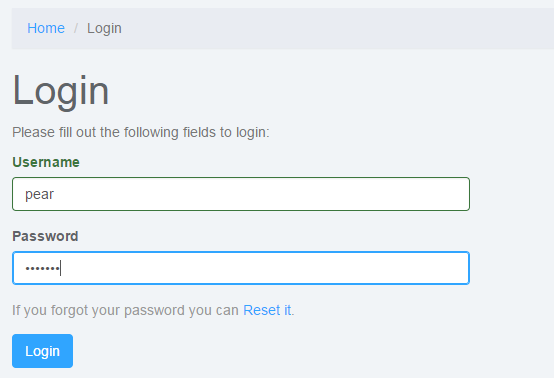 Home / Login
Login
Please fill out the following fields to login:
Username
pear
Password
•••••••
If you forgot your password you can Reset it.
Login